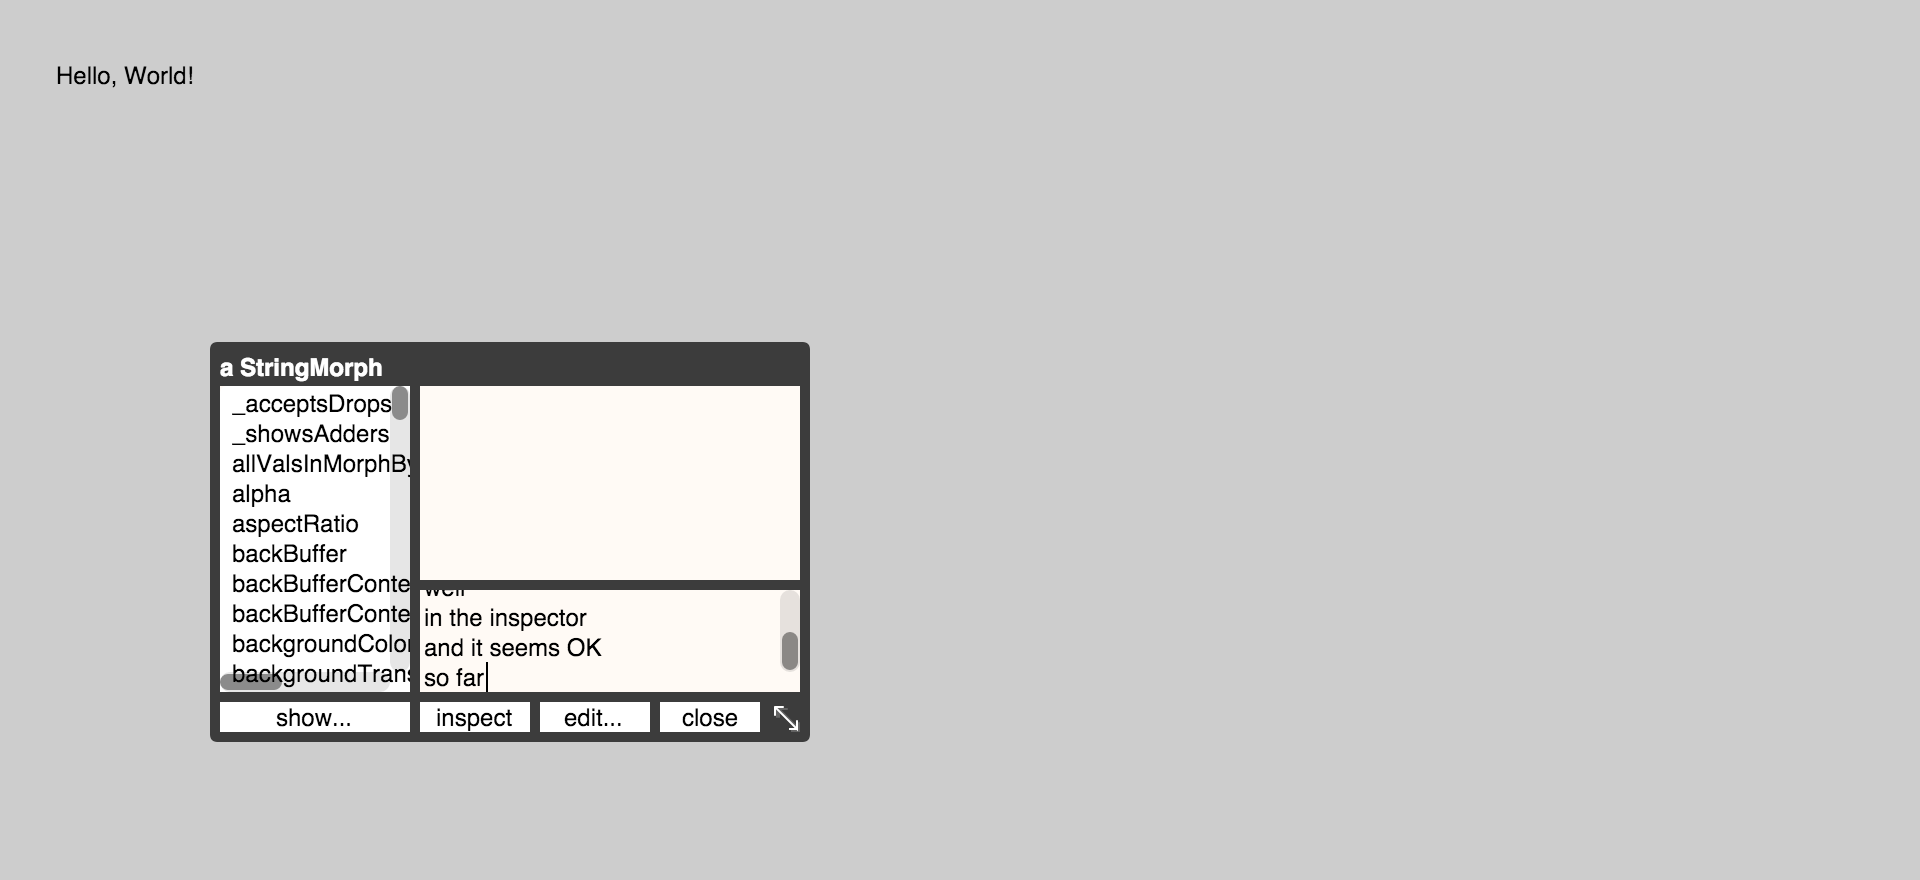 Hello, World!
a StringMorph
_acceptsDrops
_showsAdders
allValsInMorphBy
alpha
aspectRatio
backBuffer
backBufferConte
backBufferConte
backgroundColor
backgroundTrans
well
in the inspector
and it seems OK
so far
show...
inspect
edit...
close